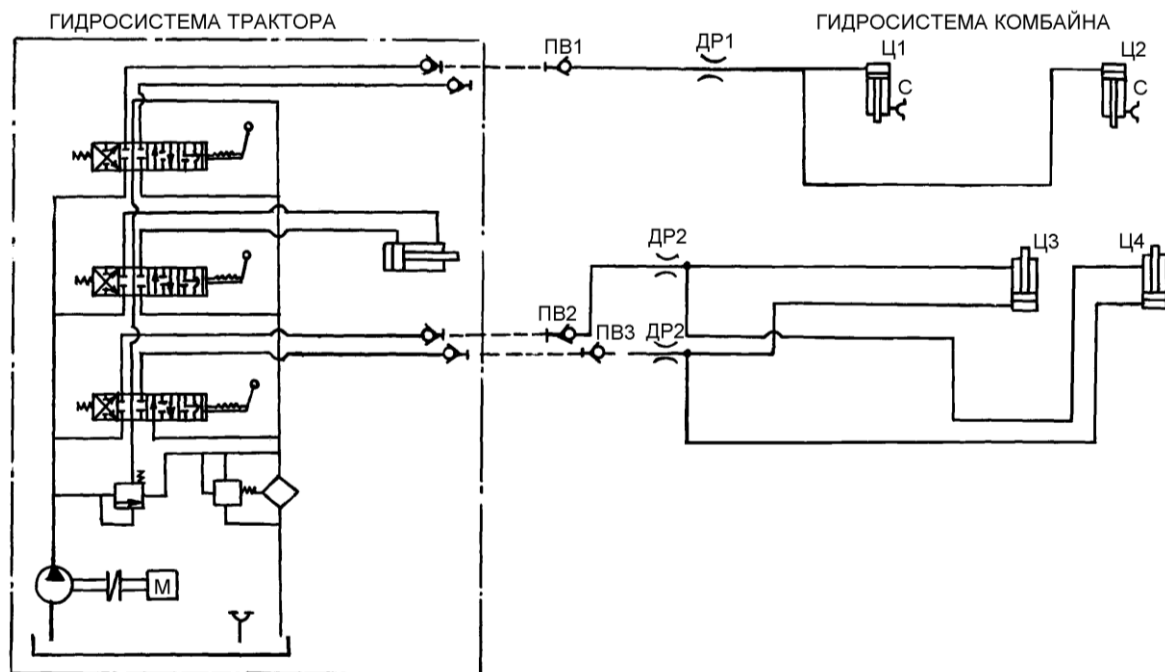 ГИДРОСИСТЕМА ТРАКТОРА
ГИДРОСИСТЕМА КОМБАЙНА
ПВ1
ДР1
Ц1
Ц2
С
С
ДР2
Ц3
Ц4
ПВ2
ПВ3
ДР2
М